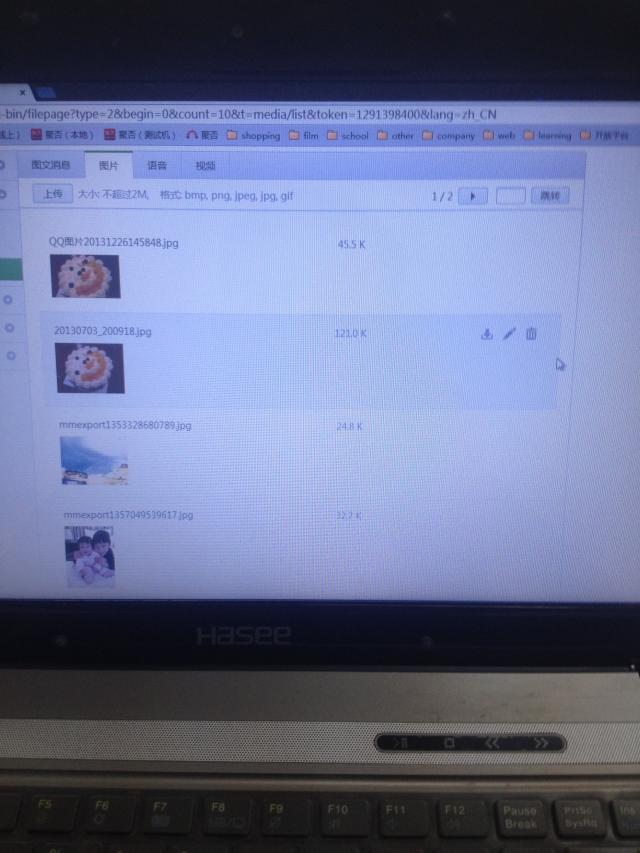 -bin/filepage?type=2&begin=0&count=10&t=media/list&token=1291398400&lang=zh_CN
线上） 聚否（本地） 聚否（测试机） 聚否 shopping film school other company web learning 开放平台
图文消息 图片 语音 视频
上传 大小: 不超过2M, 格式: bmp, png, jpeg, jpg, gif 1 / 2 跳转
QQ图片20131226145848.jpg 45.5 K
20130703_200918.jpg 121.0 K
mmexport1353328680789.jpg 24.8 K
mmexport1357049539617.jpg 32.7 K
Hasee
F5 F6 F7 F8 F9 F10 F11 F12 Pause Break PrtSc SysRq Ins